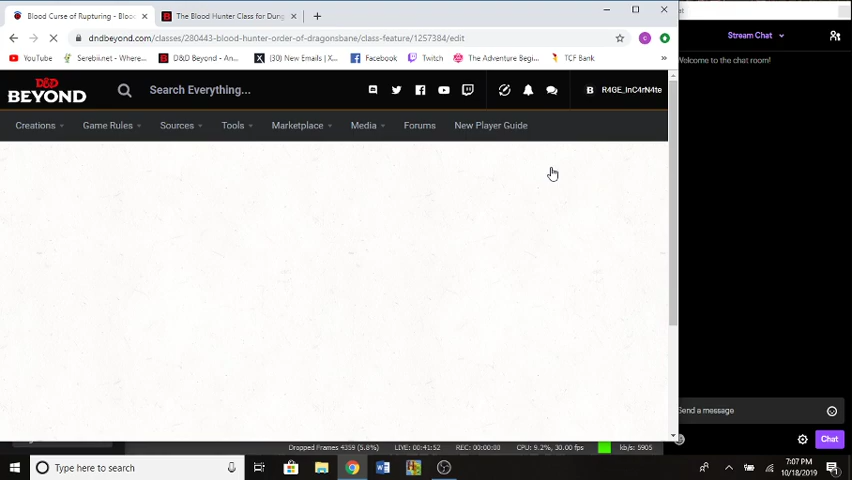 Blood Curse of Rupturing - Bloo
The Blood Hunter Class for Dung
dndbeyond.com/classes/280443-blood-hunter-order-of-dragonsbane/class-feature/1257384/edit
YouTube
Serebii.net - Where...
D&D Beyond - An...
(30) New Emails | X...
Facebook
Twitch
The Adventure Begi...
TCF Bank
»
D&D
BEYOND
Search Everything...
R4GE_InC4rN4te
Creations
Game Rules
Sources
Tools
Marketplace
Media
Forums
New Player Guide
Stream Chat
Welcome to the chat room!
Send a message
Chat
Dropped Frames 4359 (5.8%)
LIVE: 00:41:52
REC: 00:00:00
CPU: 9.2%, 30.00 fps
kb/s: 5905
Type here to search
7:07 PM
10/18/2019